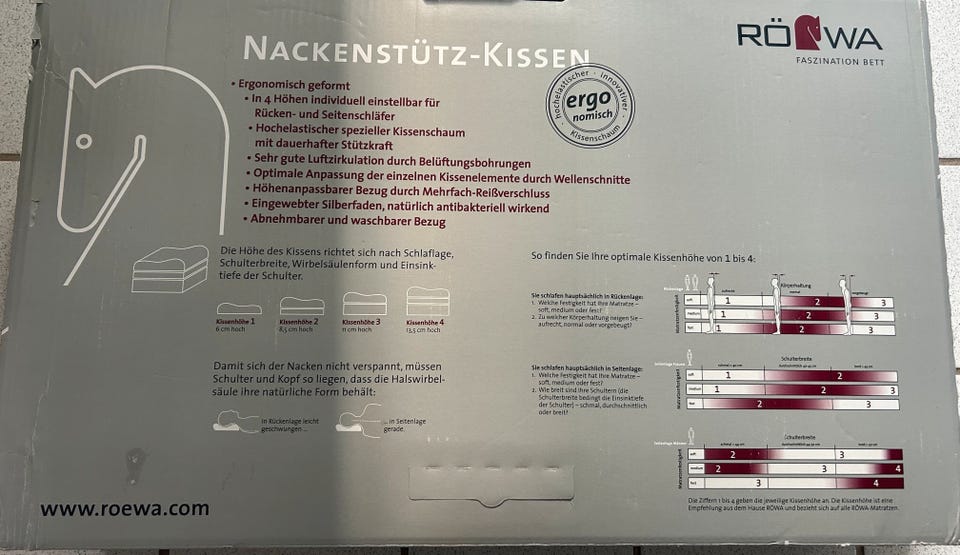 RÖWA
FASZINATION BETT
NACKENSTÜTZ-KISSEN
hochelastischer · innovativer · Kissenschaum
ergo
nomisch
• Ergonomisch geformt
• In 4 Höhen individuell einstellbar für
Rücken- und Seitenschläfer
• Hochelastischer spezieller Kissenschaum
mit dauerhafter Stützkraft
• Sehr gute Luftzirkulation durch Belüftungsbohrungen
• Optimale Anpassung der einzelnen Kissenelemente durch Wellenschnitte
• Höhenanpassbarer Bezug durch Mehrfach-Reißverschluss
• Eingewebter Silberfaden, natürlich antibakteriell wirkend
• Abnehmbarer und waschbarer Bezug
Die Höhe des Kissens richtet sich nach Schlaflage,
Schulterbreite, Wirbelsäulenform und Einsink-
tiefe der Schulter.
Kissenhöhe 1
6 cm hoch
Kissenhöhe 2
8,5 cm hoch
Kissenhöhe 3
11 cm hoch
Kissenhöhe 4
13,5 cm hoch
Damit sich der Nacken nicht verspannt, müssen
Schulter und Kopf so liegen, dass die Halswirbel-
säule ihre natürliche Form behält:
in Rückenlage leicht
geschwungen ...
... in Seitenlage
gerade.
So finden Sie Ihre optimale Kissenhöhe von 1 bis 4:
Sie schlafen hauptsächlich in Rückenlage:
1. Welche Festigkeit hat Ihre Matratze –
soft, medium oder fest?
2. Zu welcher Körperhaltung neigen Sie –
aufrecht, normal oder vorgebeugt?
Rückenlage
Körperhaltung
aufrecht normal vorgebeugt
Matratzenfestigkeit
soft 1 2 3
medium 1 2 3
fest 1 2 3
Sie schlafen hauptsächlich in Seitenlage:
1. Welche Festigkeit hat Ihre Matratze –
soft, medium oder fest?
2. Wie breit sind Ihre Schultern (die
Schulterbreite bedingt die Einsinktiefe
der Schulter) – schmal, durchschnittlich
oder breit?
Seitenlage Frauen
Schulterbreite
Matratzenfestigkeit
soft 1 2
medium 1 2 3
fest 2 3
Seitenlage Männer
Schulterbreite
Matratzenfestigkeit
soft 2 3
medium 2 3 4
fest 3 4
Die Ziffern 1 bis 4 geben die jeweilige Kissenhöhe an. Die Kissenhöhe ist eine
Empfehlung aus dem Hause RÖWA und bezieht sich auf alle RÖWA-Matratzen.
www.roewa.com